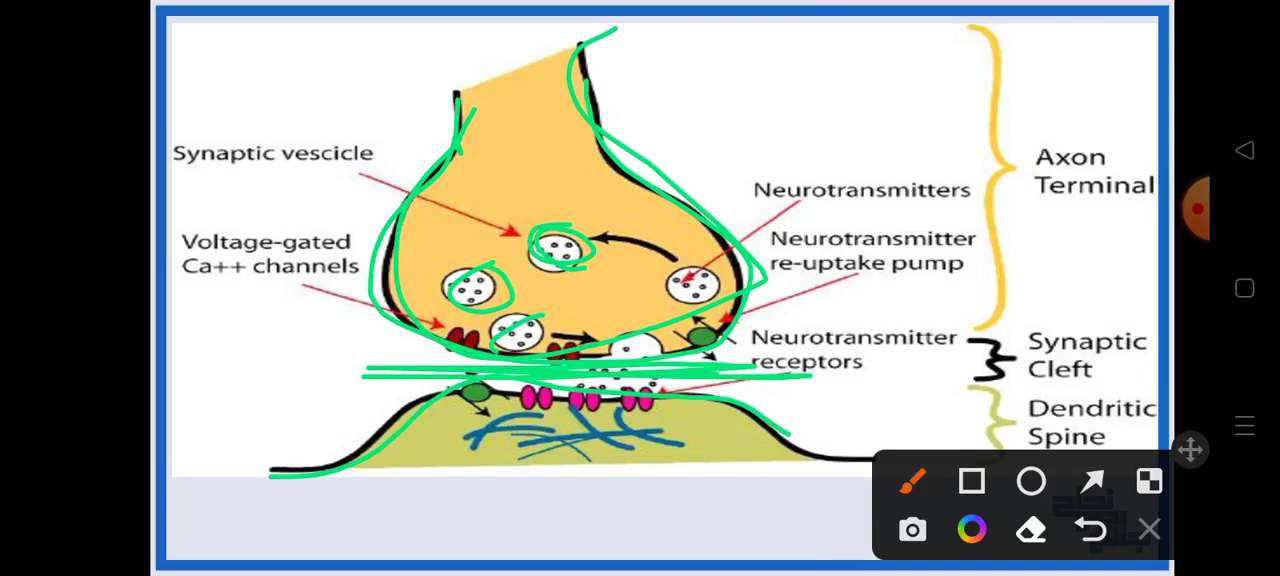 Synaptic vescicle
Voltage-gated
Ca++ channels
Neurotransmitters
Neurotransmitter
re-uptake pump
Neurotransmitter
receptors
Axon
Terminal
Synaptic
Cleft
Dendritic
Spine